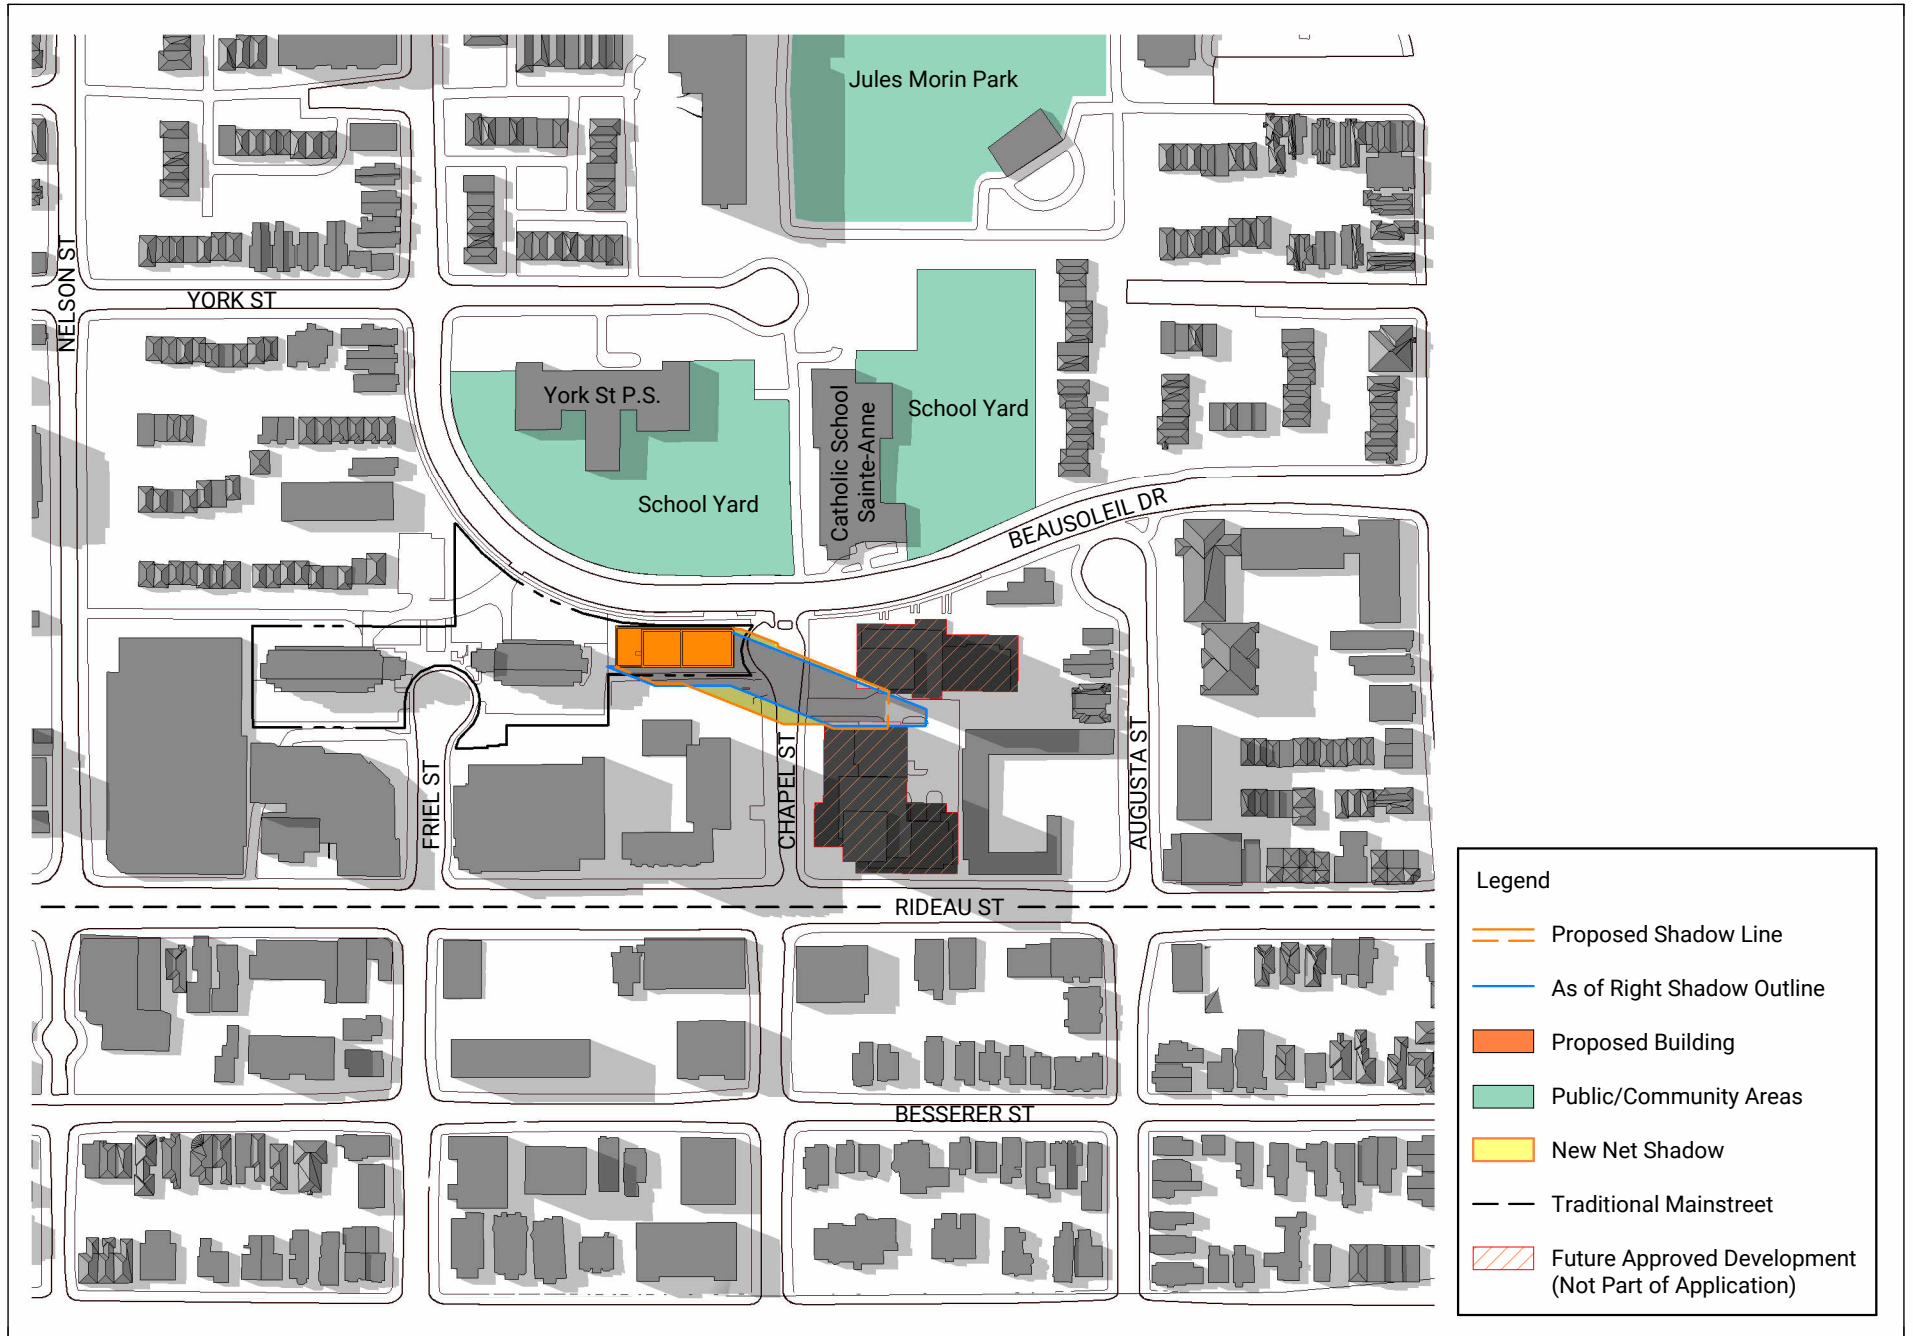 Jules Morin Park
NELSON ST
YORK ST
York St P.S.
School Yard
Catholic School
Sainte-Anne
School Yard
BEAUSOLEIL DR
FRIEL ST
CHAPEL ST
AUGUSTA ST
RIDEAU ST
BESSERER ST
Legend
Proposed Shadow Line
As of Right Shadow Outline
Proposed Building
Public/Community Areas
New Net Shadow
Traditional Mainstreet
Future Approved Development
(Not Part of Application)